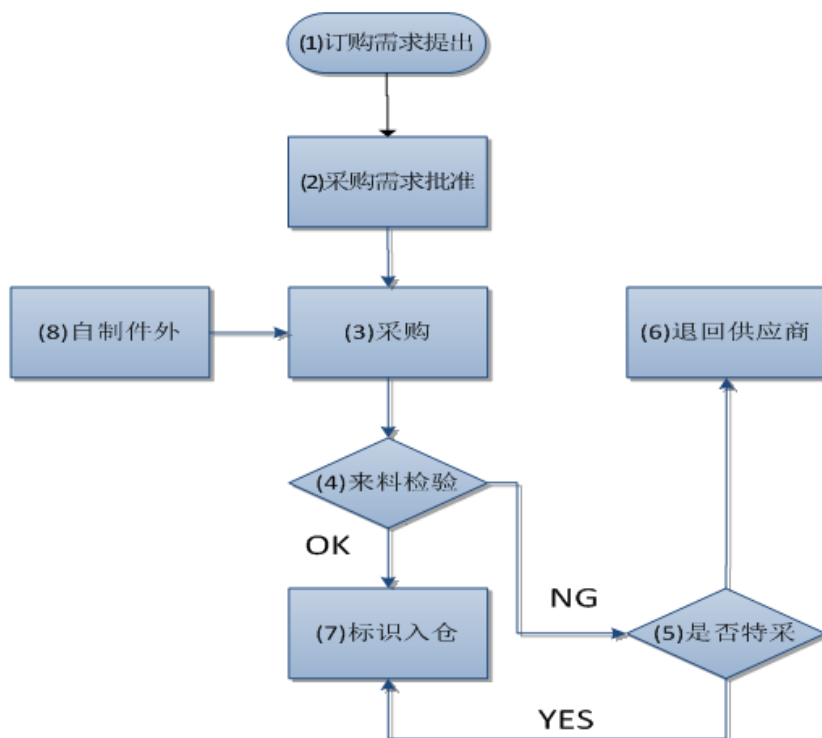 (1)订购需求提出
(2)采购需求批准
(8)自制件外
(3)采购
(6)退回供应商
(4)来料检验
OK
NG
(7)标识入仓
(5)是否特采
YES